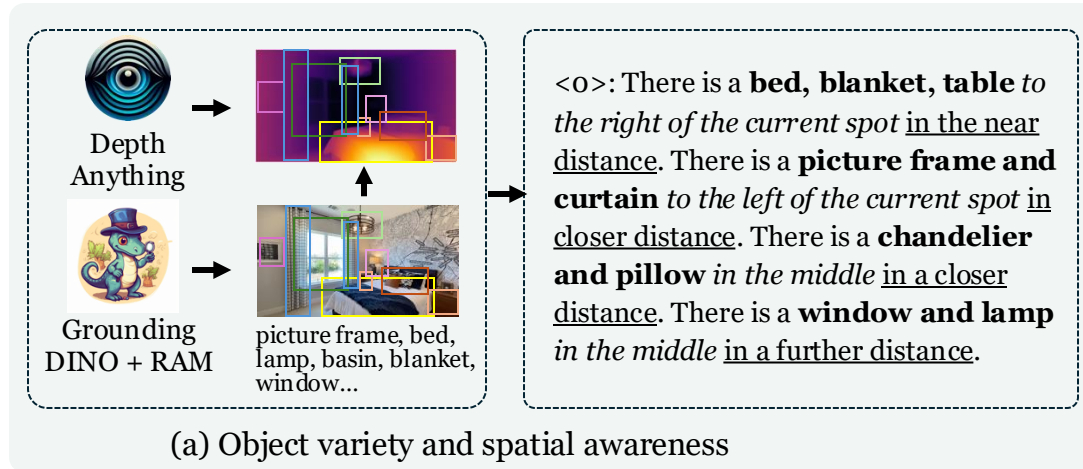 Depth
Anything
Grounding
DINO + RAM
picture frame, bed,
lamp, basin, blanket,
window...
<0>: There is a bed, blanket, table to
the right of the current spot in the near
distance. There is a picture frame and
curtain to the left of the current spot in
closer distance. There is a chandelier
and pillow in the middle in a closer
distance. There is a window and lamp
in the middle in a further distance.
(a) Object variety and spatial awareness